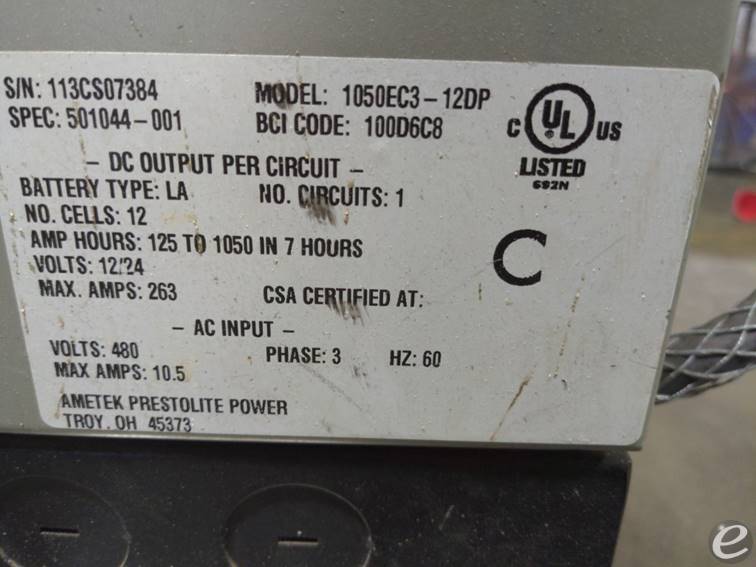 S/N: 113CS07384 MODEL: 1050EC3-12DP
SPEC: 501044-001 BCI CODE: 100D6C8
C UL US
LISTED
692N
- DC OUTPUT PER CIRCUIT -
BATTERY TYPE: LA NO. CIRCUITS: 1
NO. CELLS: 12
AMP HOURS: 125 TO 1050 IN 7 HOURS
VOLTS: 12/24
MAX. AMPS: 263 CSA CERTIFIED AT:
C
- AC INPUT -
VOLTS: 480 PHASE: 3 HZ: 60
MAX AMPS: 10.5
AMETEK PRESTOLITE POWER
TROY, OH 45373
e